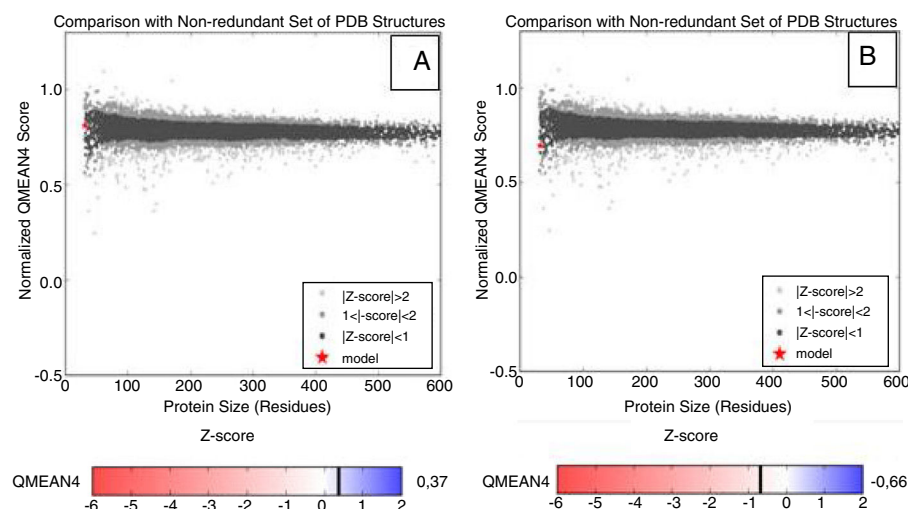 Comparison with Non-redundant Set of PDB Structures
A
Normalized QMEAN4 Score
1.0
0.5
0.0
-0.5
|Z-score|>2
1<|-score|<2
|Z-score|<1
model
0 100 200 300 400 500 600
Protein Size (Residues)
Z-score
QMEAN4
0,37
-6 -5 -4 -3 -2 -1 0 1 2
Comparison with Non-redundant Set of PDB Structures
B
Normalized QMEAN4 Score
1.0
0.5
0.0
-0.5
|Z-score|>2
1<|-score|<2
|Z-score|<1
model
0 100 200 300 400 500 600
Protein Size (Residues)
Z-score
QMEAN4
-0,66
-6 -5 -4 -3 -2 -1 0 1 2